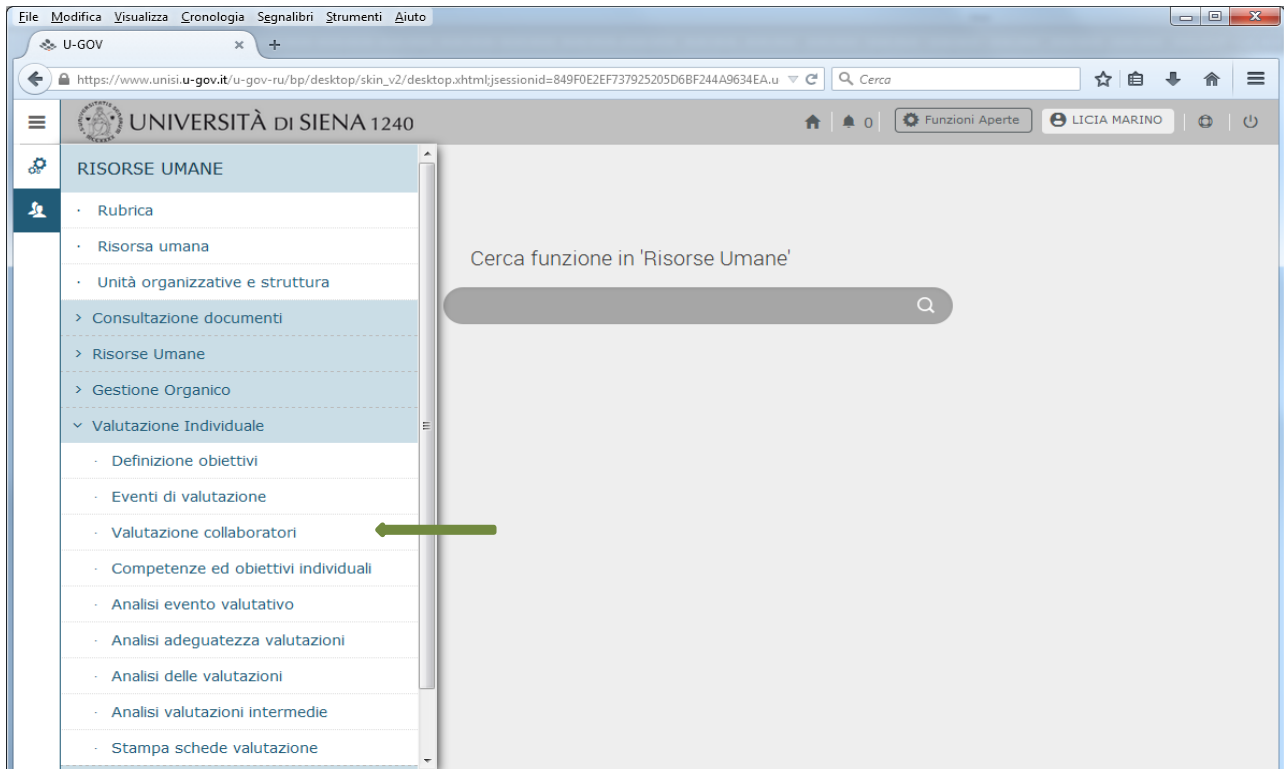 File Modifica Visualizza Cronologia Segnalibri Strumenti Aiuto
U-GOV
https://www.unisi.u-gov.it/u-gov-ru/bp/desktop/skin_v2/desktop.xhtml;jsessionid=849F0E2EF737925205D6BF244A9634EA.u
Cerca
UNIVERSITÀ DI SIENA 1240
0
Funzioni Aperte
LICIA MARINO
RISORSE UMANE
· Rubrica
· Risorsa umana
· Unità organizzative e struttura
> Consultazione documenti
> Risorse Umane
> Gestione Organico
Valutazione Individuale
· Definizione obiettivi
· Eventi di valutazione
· Valutazione collaboratori
· Competenze ed obiettivi individuali
· Analisi evento valutativo
· Analisi adeguatezza valutazioni
· Analisi delle valutazioni
· Analisi valutazioni intermedie
· Stampa schede valutazione
Cerca funzione in 'Risorse Umane'